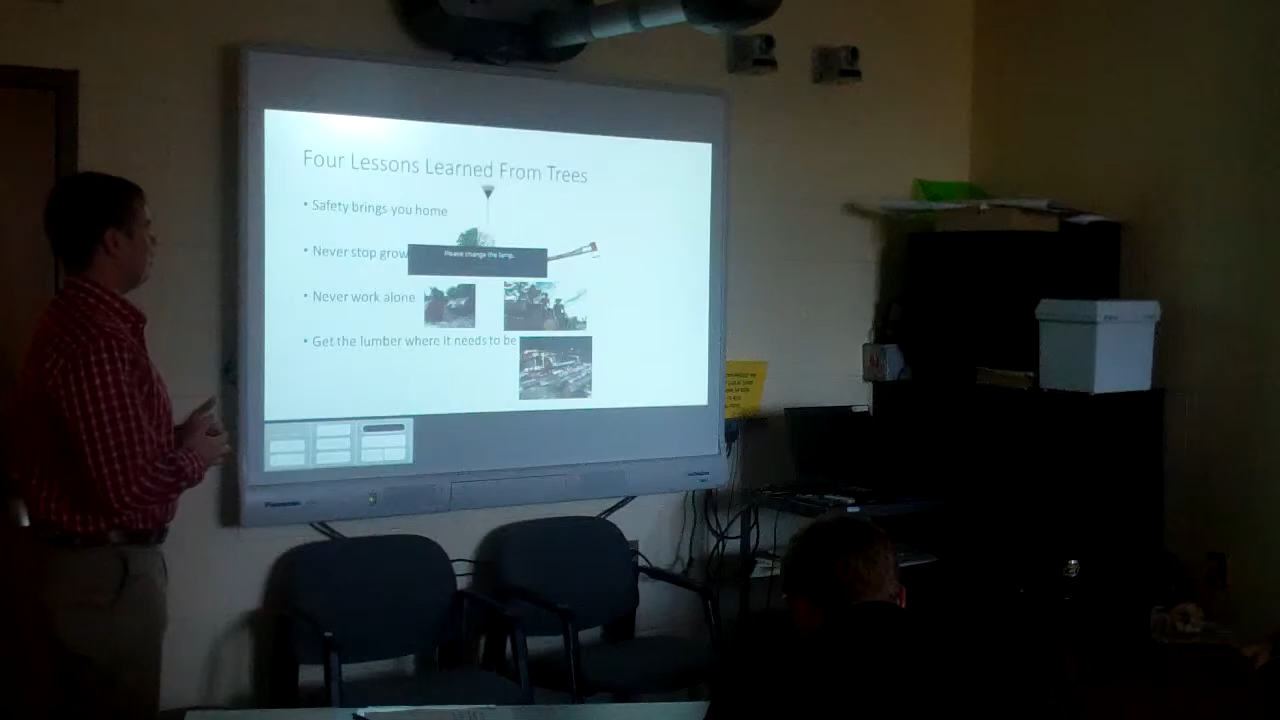 Four Lessons Learned From Trees
• Safety brings you home
• Never stop grow
Please change the lamp.
• Never work alone
• Get the lumber where it needs to be
Panasonic